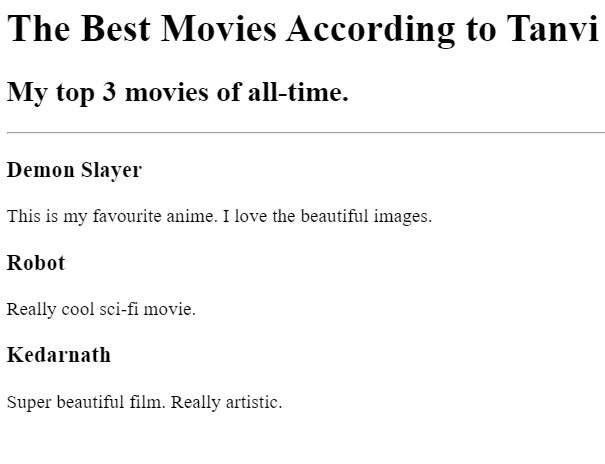 The Best Movies According to Tanvi
My top 3 movies of all-time.
Demon Slayer
This is my favourite anime. I love the beautiful images.
Robot
Really cool sci-fi movie.
Kedarnath
Super beautiful film. Really artistic.